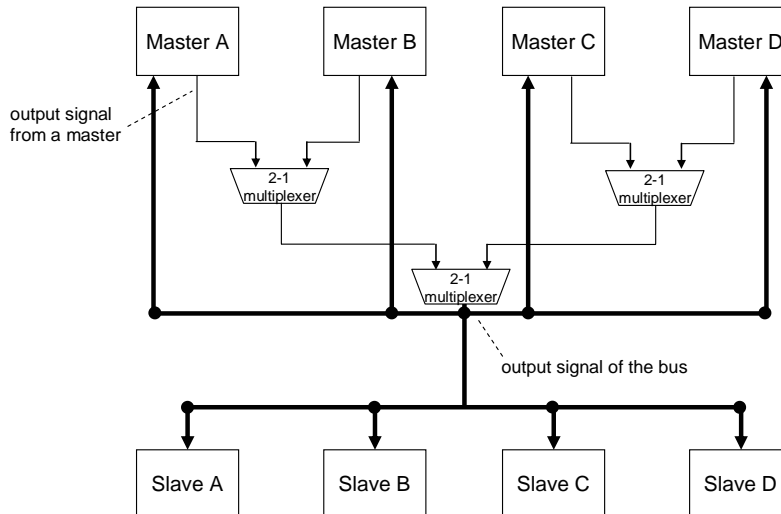 Master A
Master B
Master C
Master D
output signal
from a master
2-1
multiplexer
2-1
multiplexer
2-1
multiplexer
output signal of the bus
Slave A
Slave B
Slave C
Slave D